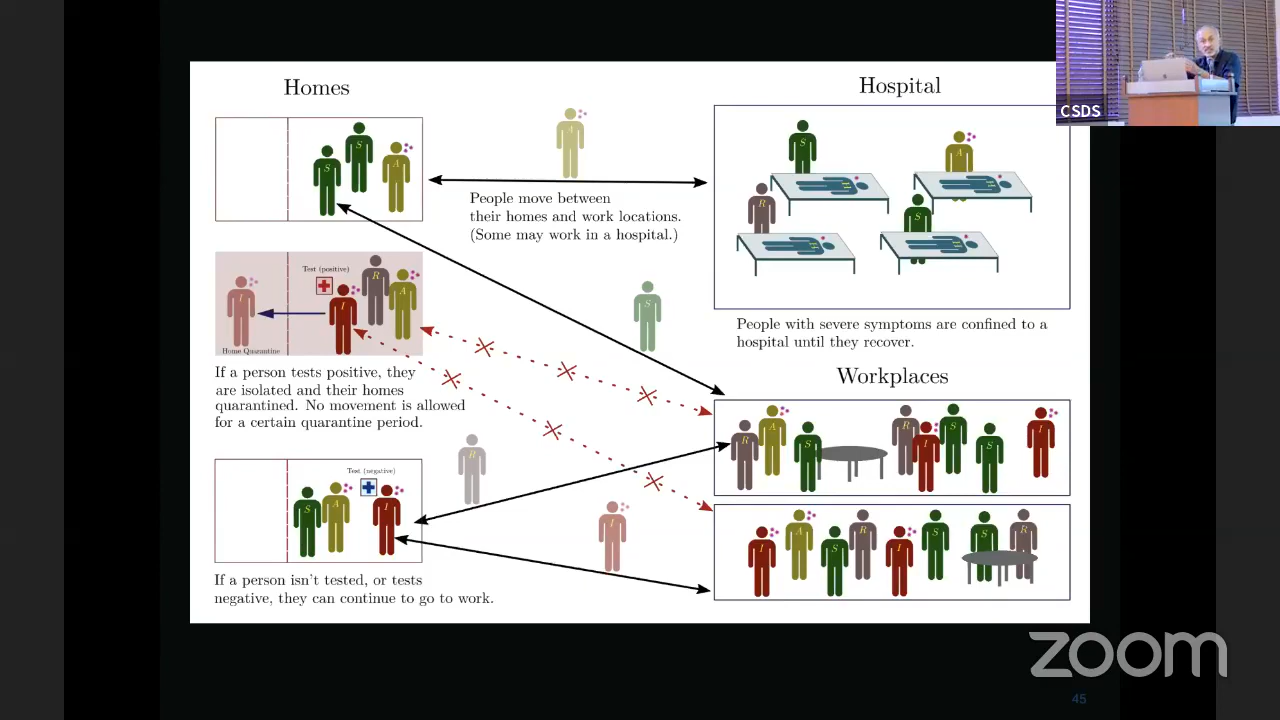 Homes
Hospital
CSDS
S
S
A
A
People move between
their homes and work locations.
(Some may work in a hospital.)
S
A
R
S
Test (positive)
I
I
R
A
Home Quarantine
S
People with severe symptoms are confined to a
hospital until they recover.
If a person tests positive, they
are isolated and their homes
quarantined. No movement is allowed
for a certain quarantine period.
Workplaces
R
A
S
R
I
S
S
I
R
Test (negative)
S
A
I
I
I
A
S
R
I
S
S
R
If a person isn't tested, or tests
negative, they can continue to go to work.
zoom
45